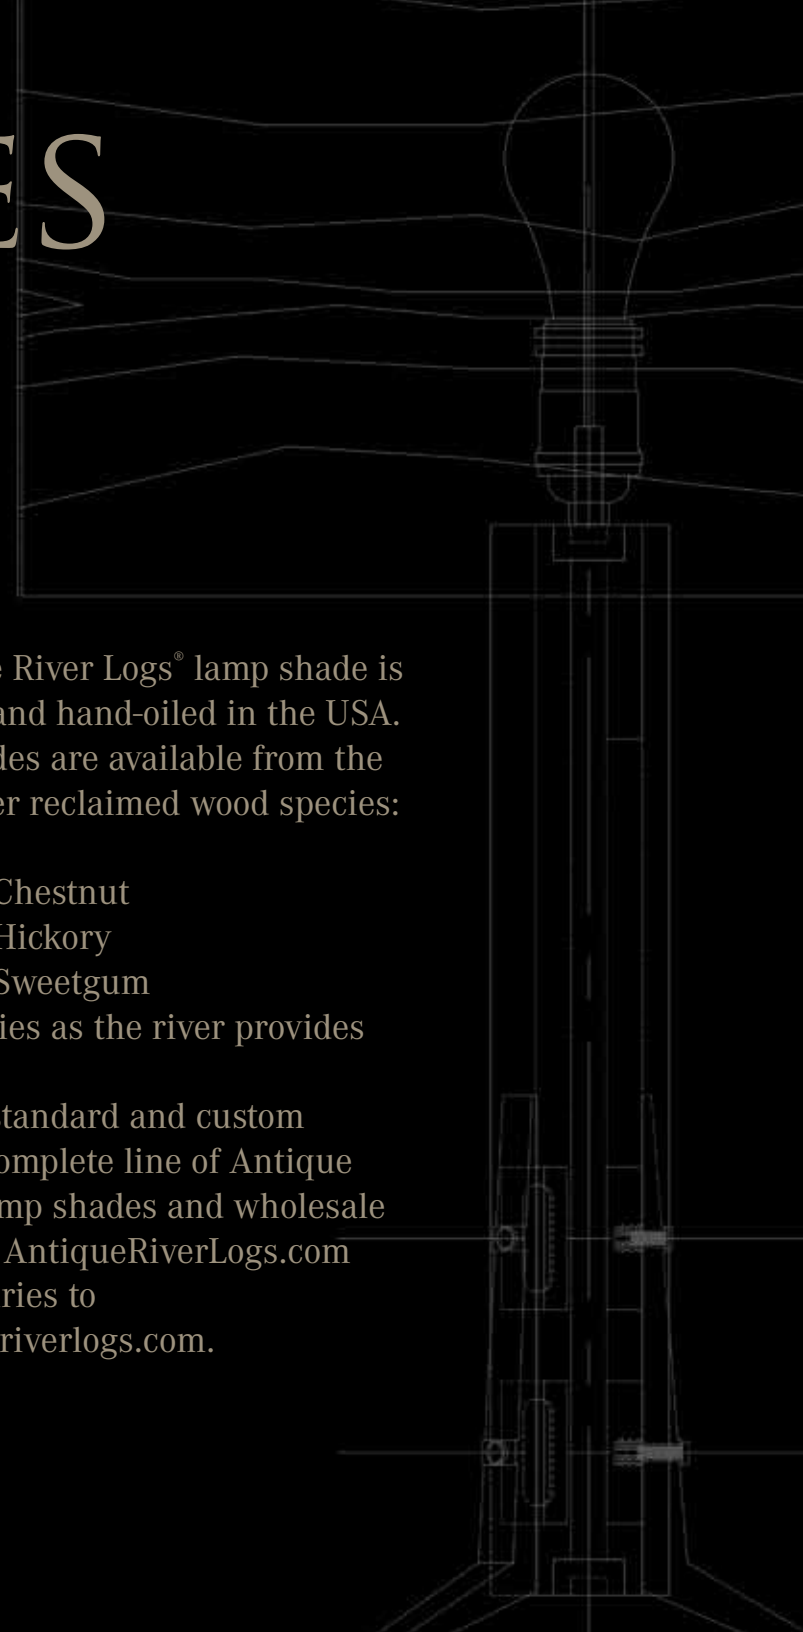 ES
e River Logs® lamp shade is
and hand-oiled in the USA.
des are available from the
er reclaimed wood species:
Chestnut
Hickory
Sweetgum
ies as the river provides
standard and custom
omplete line of Antique
mp shades and wholesale
AntiqueRiverLogs.com
ries to
riverlogs.com.